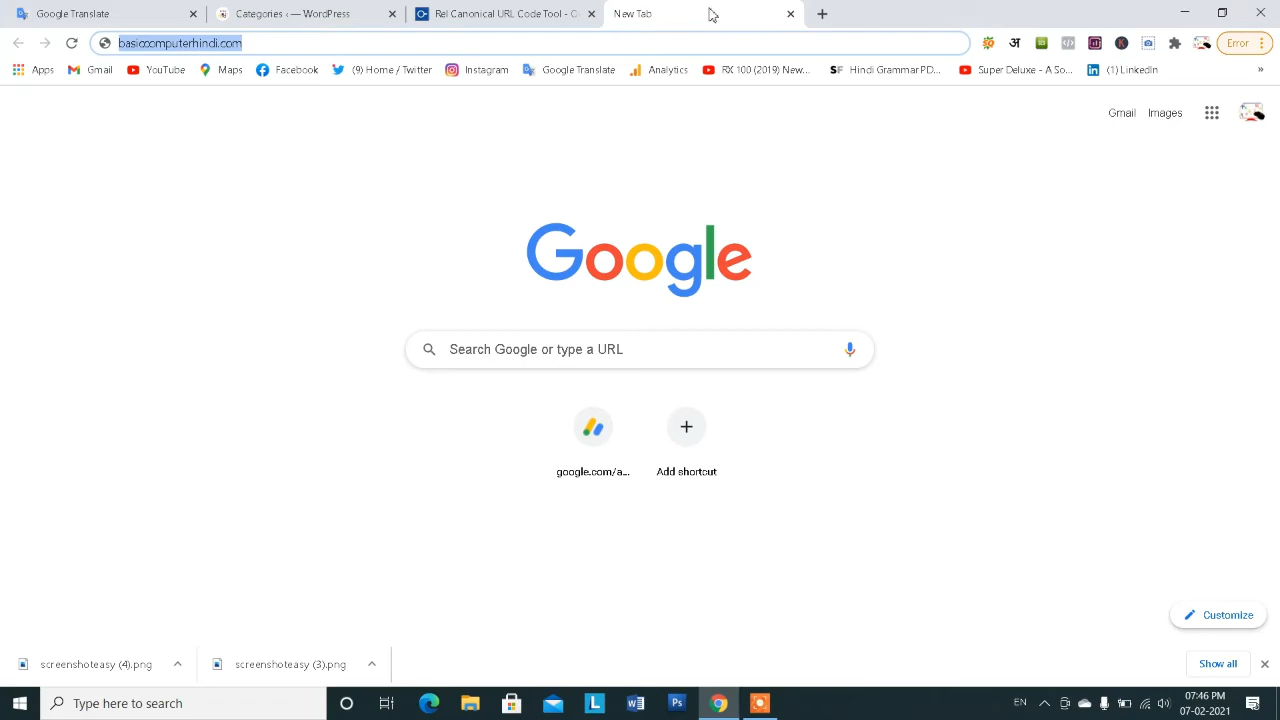 Google Translate
Categories — WordPress
Rel Canonical URL Code Tool - G
New Tab
basiccomputerhindi.com
अ
Error
Apps
Gmail
YouTube
Maps
Facebook
(9) Home / Twitter
Instagram
Google Translate
Analytics
RX 100 (2019) New...
SF Hindi Grammar PD...
Super Deluxe - A So...
(1) LinkedIn
»
Gmail Images
Google
Search Google or type a URL
google.com/a...
Add shortcut
Customize
screenshoteasy (4).png
screenshoteasy (3).png
Show all
Type here to search
L
W
Ps
EN
07:46 PM
07-02-2021